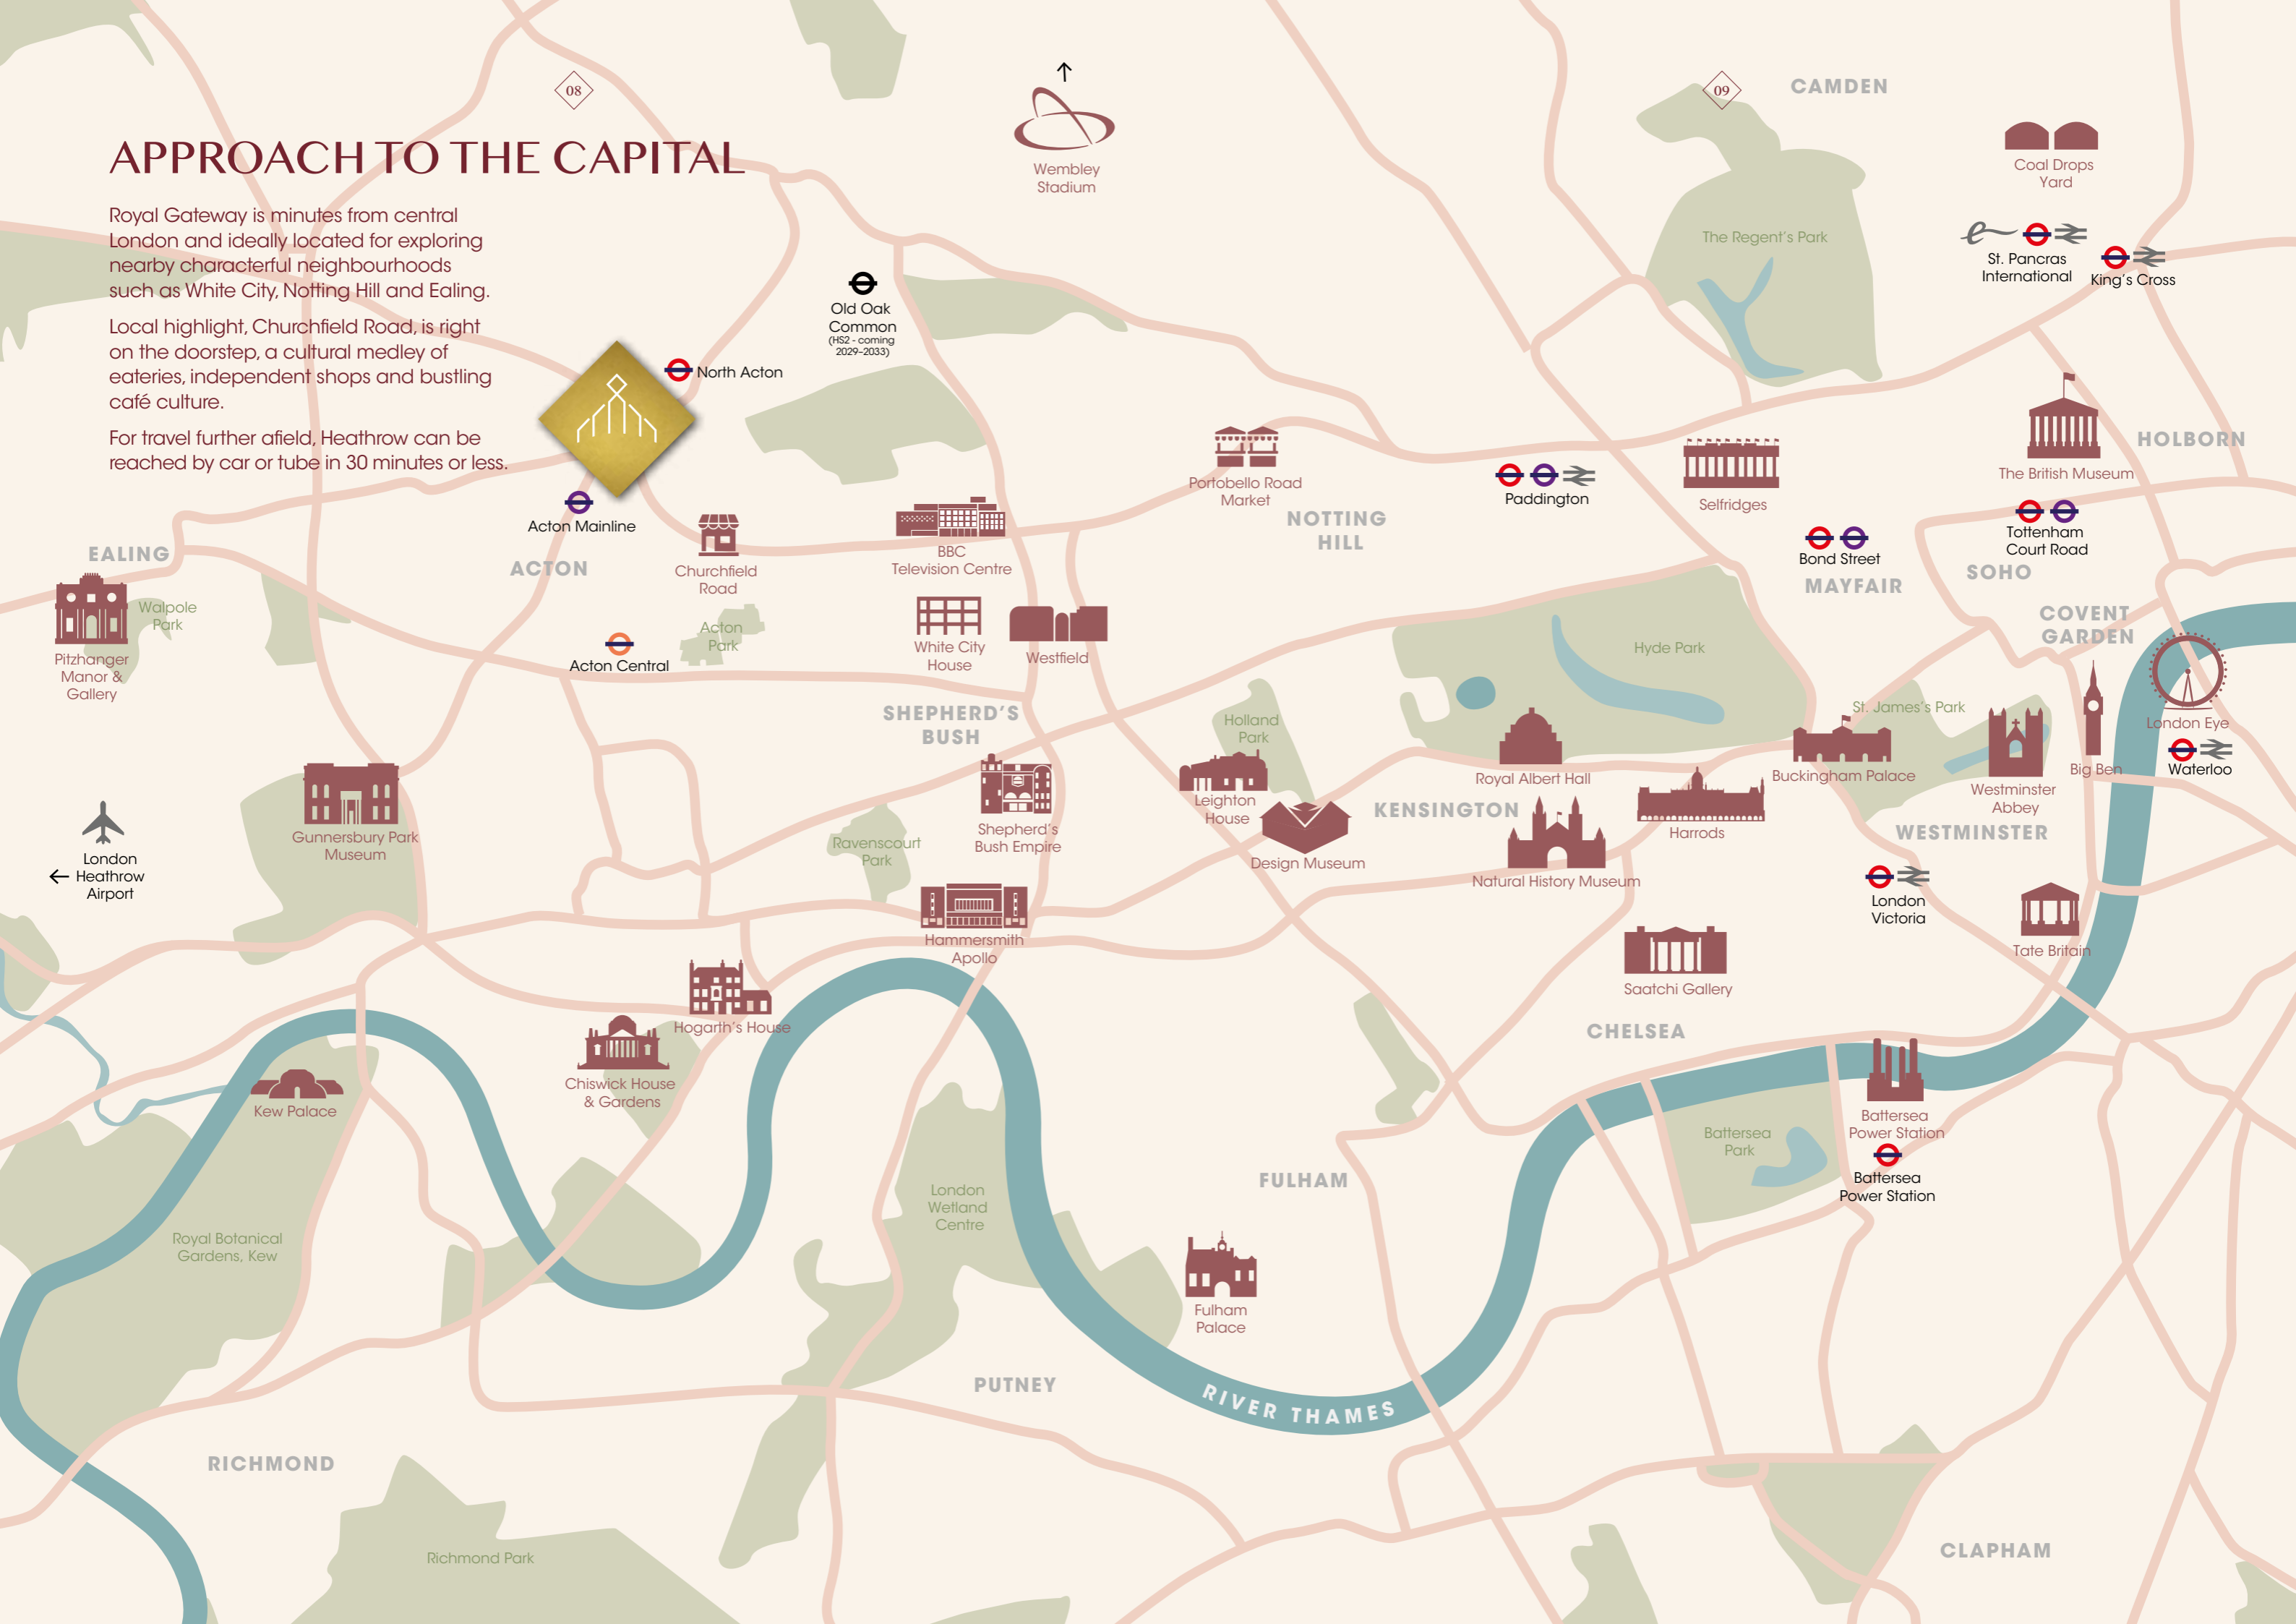 08
09
APPROACH TO THE CAPITAL
Royal Gateway is minutes from central
London and ideally located for exploring
nearby characterful neighbourhoods
such as White City, Notting Hill and Ealing.
Local highlight, Churchfield Road, is right
on the doorstep, a cultural medley of
eateries, independent shops and bustling
café culture.
For travel further afield, Heathrow can be
reached by car or tube in 30 minutes or less.
Wembley
Stadium
CAMDEN
Coal Drops
Yard
The Regent's Park
e
St. Pancras
International
King's Cross
Old Oak
Common
(HS2 - coming
2029–2033)
North Acton
Acton Mainline
Portobello Road
Market
NOTTING
HILL
Paddington
Selfridges
The British Museum
HOLBORN
Tottenham
Court Road
Bond Street
MAYFAIR
SOHO
COVENT
GARDEN
EALING
Walpole
Park
Pitzhanger
Manor &
Gallery
ACTON
Churchfield
Road
BBC
Television Centre
Acton
Park
Acton Central
White City
House
Westfield
SHEPHERD'S
BUSH
Holland
Park
Hyde Park
St. James's Park
London Eye
Waterloo
Big Ben
Westminster
Abbey
Buckingham Palace
Royal Albert Hall
Leighton
House
KENSINGTON
Harrods
WESTMINSTER
Design Museum
Natural History Museum
Gunnersbury Park
Museum
London
Heathrow
Airport
Ravenscourt
Park
Shepherd's
Bush Empire
Hammersmith
Apollo
London
Victoria
Tate Britain
Saatchi Gallery
CHELSEA
Hogarth's House
Chiswick House
& Gardens
Kew Palace
Battersea
Power Station
Battersea
Park
Battersea
Power Station
FULHAM
London
Wetland
Centre
Royal Botanical
Gardens, Kew
Fulham
Palace
PUTNEY
RIVER THAMES
RICHMOND
Richmond Park
CLAPHAM